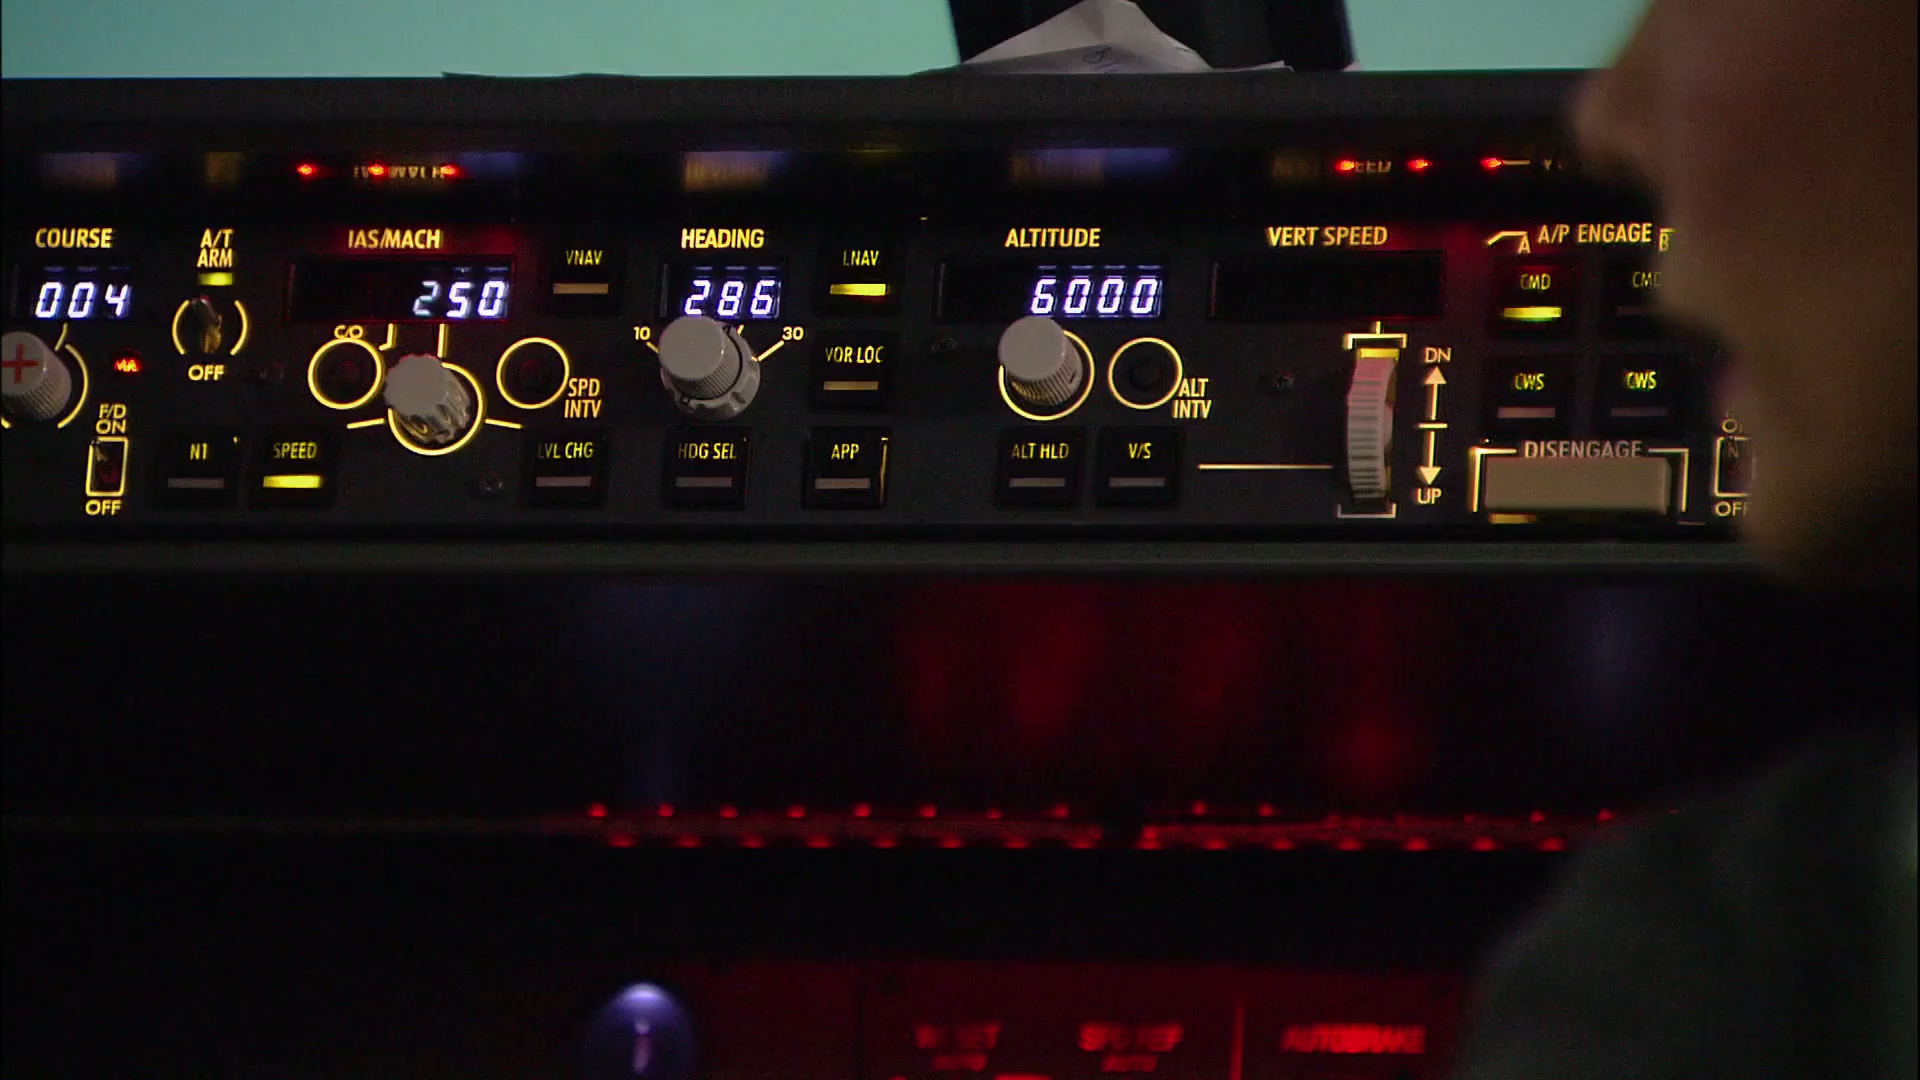 COURSE
A/T
ARM
IAS/MACH
VNAV
HEADING
LNAV
ALTITUDE
VERT SPEED
A/P ENGAGE
A
B
004
250
286
6000
CMD
CMD
C/O
10
30
OFF
MA
SPD
INTV
VOR LOC
ALT
INTV
DN
CWS
CWS
F/D
ON
N1
SPEED
LVL CHG
HDG SEL
APP
ALT HLD
V/S
DISENGAGE
OFF
UP
OFF
AUTOBRAKE